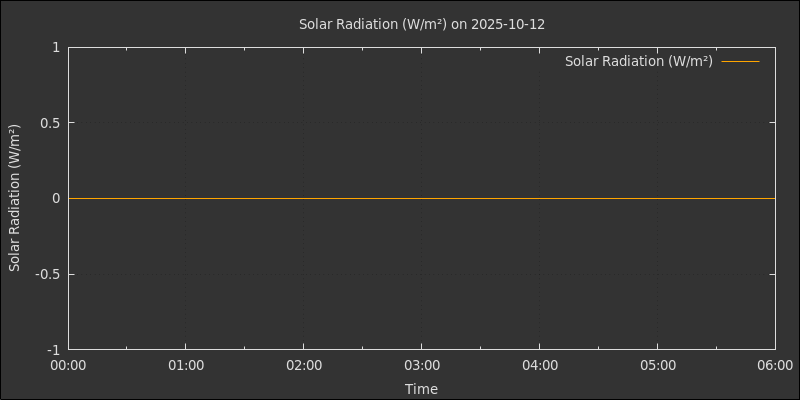 Solar Radiation (W/m²) on 2025-10-12
Solar Radiation (W/m²)
Solar Radiation (W/m²)
1
0.5
0
-0.5
-1
00:00 01:00 02:00 03:00 04:00 05:00 06:00
Time